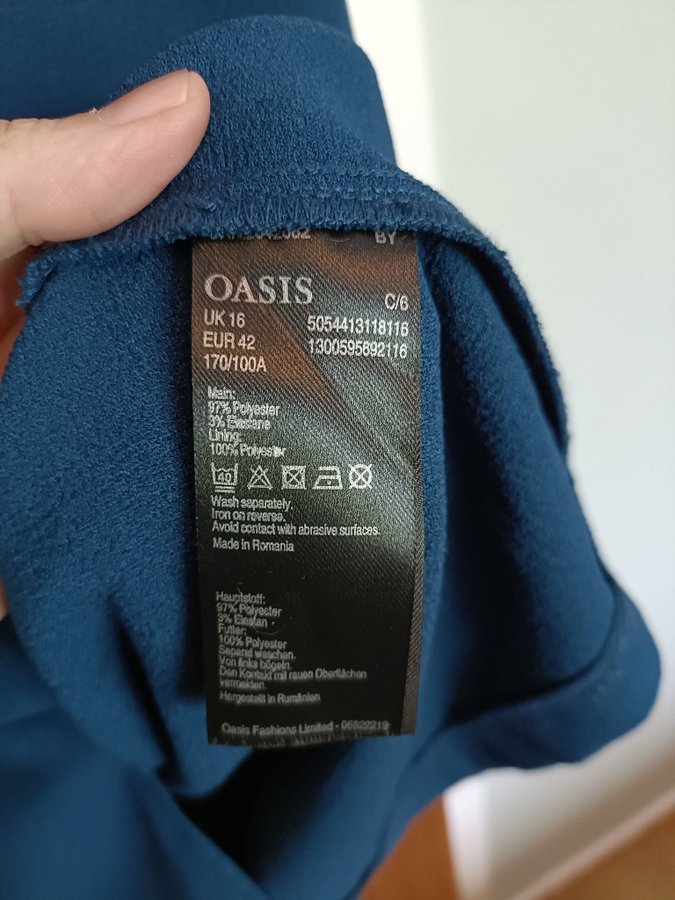 BY
OASIS
C/6
UK 16 5054413118116
EUR 42 1300595692116
170/100A
Main:
97% Polyester
3% Elastane
Lining:
100% Polyester
40
Wash separately.
Iron on reverse.
Avoid contact with abrasive surfaces.
Made in Romania
Hauptstoff:
97% Polyester
3% Elastan
Futter:
100% Polyester
Separat waschen.
Von links bügeln.
Den Kontakt mit rauen Oberflächen
vermeiden.
Hergestellt in Rumänien
Oasis Fashions Limited - 06822219